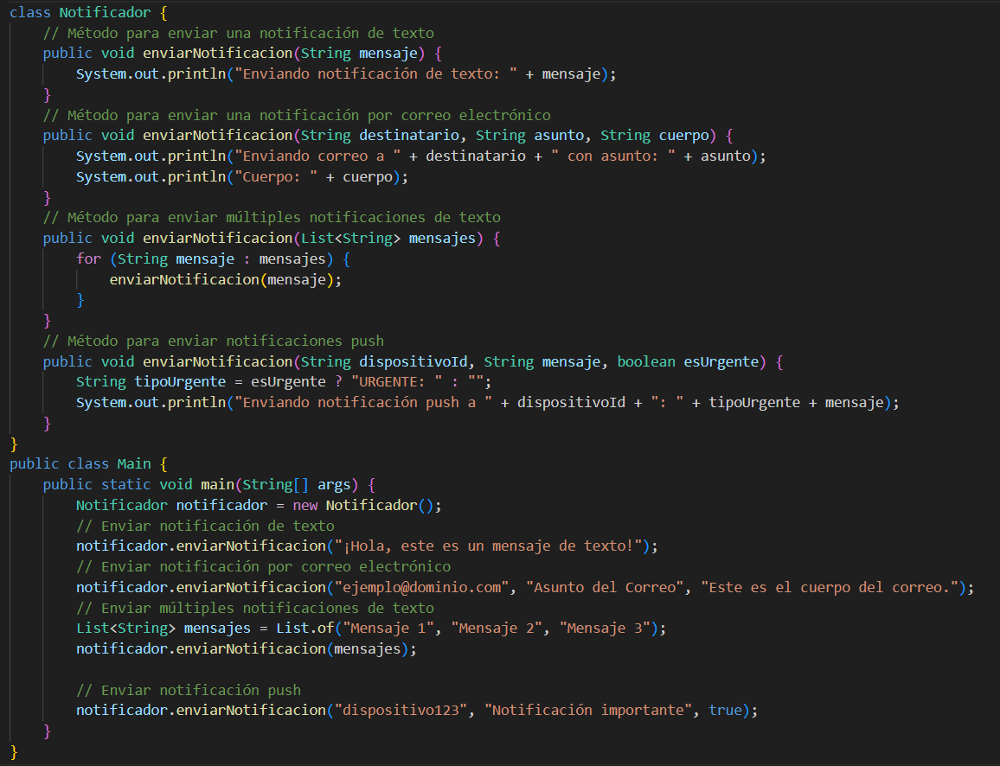 class Notificador {
    // Método para enviar una notificación de texto
    public void enviarNotificacion(String mensaje) {
        System.out.println("Enviando notificación de texto: " + mensaje);
    }
    // Método para enviar una notificación por correo electrónico
    public void enviarNotificacion(String destinatario, String asunto, String cuerpo) {
        System.out.println("Enviando correo a " + destinatario + " con asunto: " + asunto);
        System.out.println("Cuerpo: " + cuerpo);
    }
    // Método para enviar múltiples notificaciones de texto
    public void enviarNotificacion(List<String> mensajes) {
        for (String mensaje : mensajes) {
            enviarNotificacion(mensaje);
        }
    }
    // Método para enviar notificaciones push
    public void enviarNotificacion(String dispositivoId, String mensaje, boolean esUrgente) {
        String tipoUrgente = esUrgente ? "URGENTE: " : "";
        System.out.println("Enviando notificación push a " + dispositivoId + ": " + tipoUrgente + mensaje);
    }
}
public class Main {
    public static void main(String[] args) {
        Notificador notificador = new Notificador();
        // Enviar notificación de texto
        notificador.enviarNotificacion("¡Hola, este es un mensaje de texto!");
        // Enviar notificación por correo electrónico
        notificador.enviarNotificacion("ejemplo@dominio.com", "Asunto del Correo", "Este es el cuerpo del correo.");
        // Enviar múltiples notificaciones de texto
        List<String> mensajes = List.of("Mensaje 1", "Mensaje 2", "Mensaje 3");
        notificador.enviarNotificacion(mensajes);

        // Enviar notificación push
        notificador.enviarNotificacion("dispositivo123", "Notificación importante", true);
    }
}